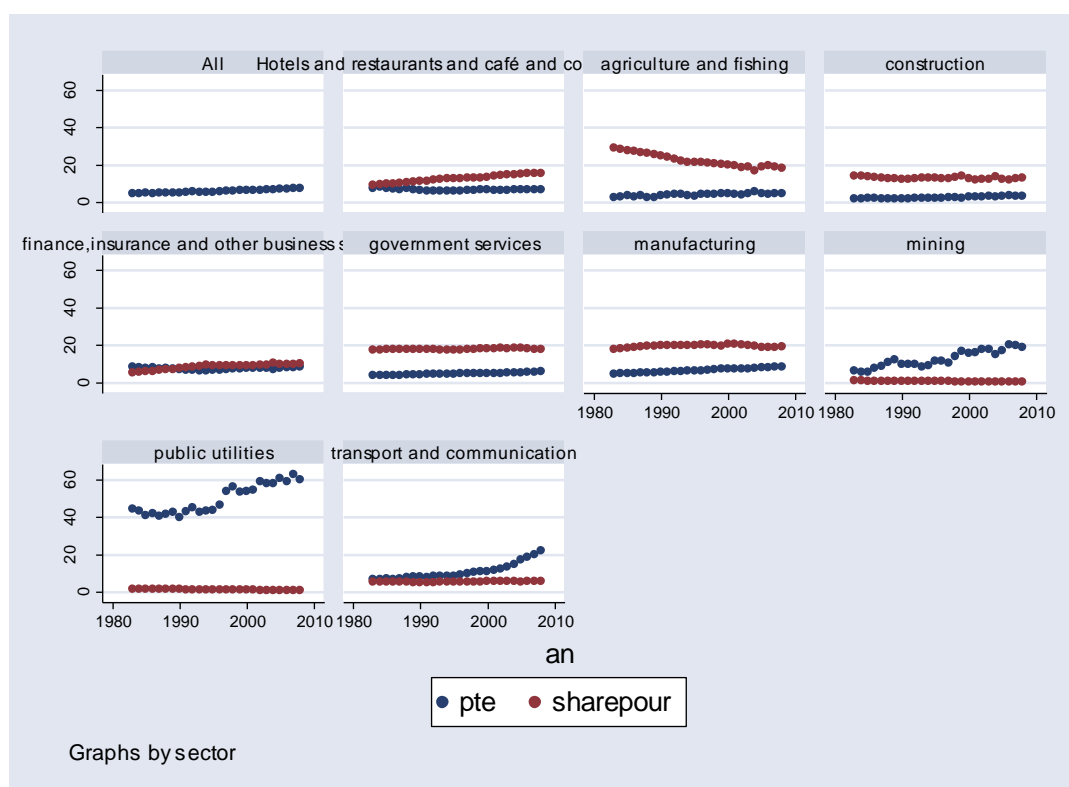 All
Hotels and restaurants and café and co
agriculture and fishing
construction
60
40
20
0
finance,insurance and other business s
government services
manufacturing
mining
60
40
20
0
1980 1990 2000 2010
1980 1990 2000 2010
public utilities
transport and communication
60
40
20
0
1980 1990 2000 2010
1980 1990 2000 2010
an
pte
sharepour
Graphs by sector